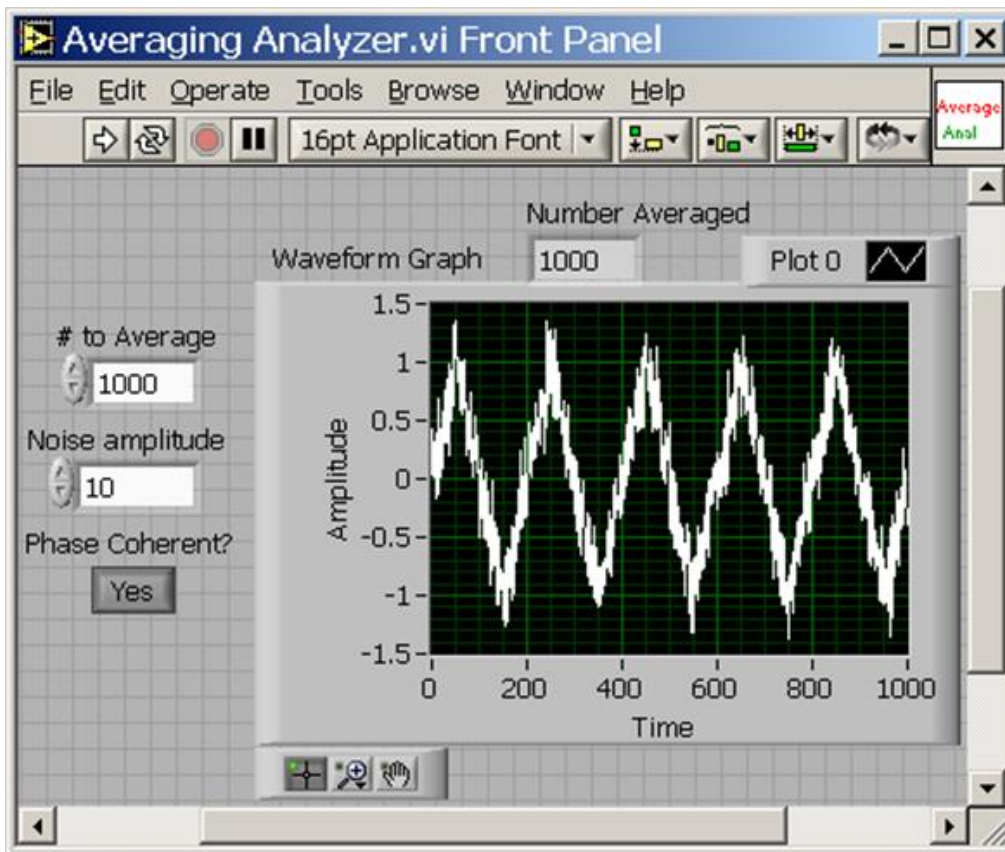 Averaging Analyzer.vi Front Panel
File Edit Operate Tools Browse Window Help
Average
Anal
16pt Application Font
Number Averaged
1000
Waveform Graph
Plot 0
# to Average
1000
Noise amplitude
10
Phase Coherent?
Yes
Amplitude
1.5
1
0.5
0
-0.5
-1
-1.5
0 200 400 600 800 1000
Time